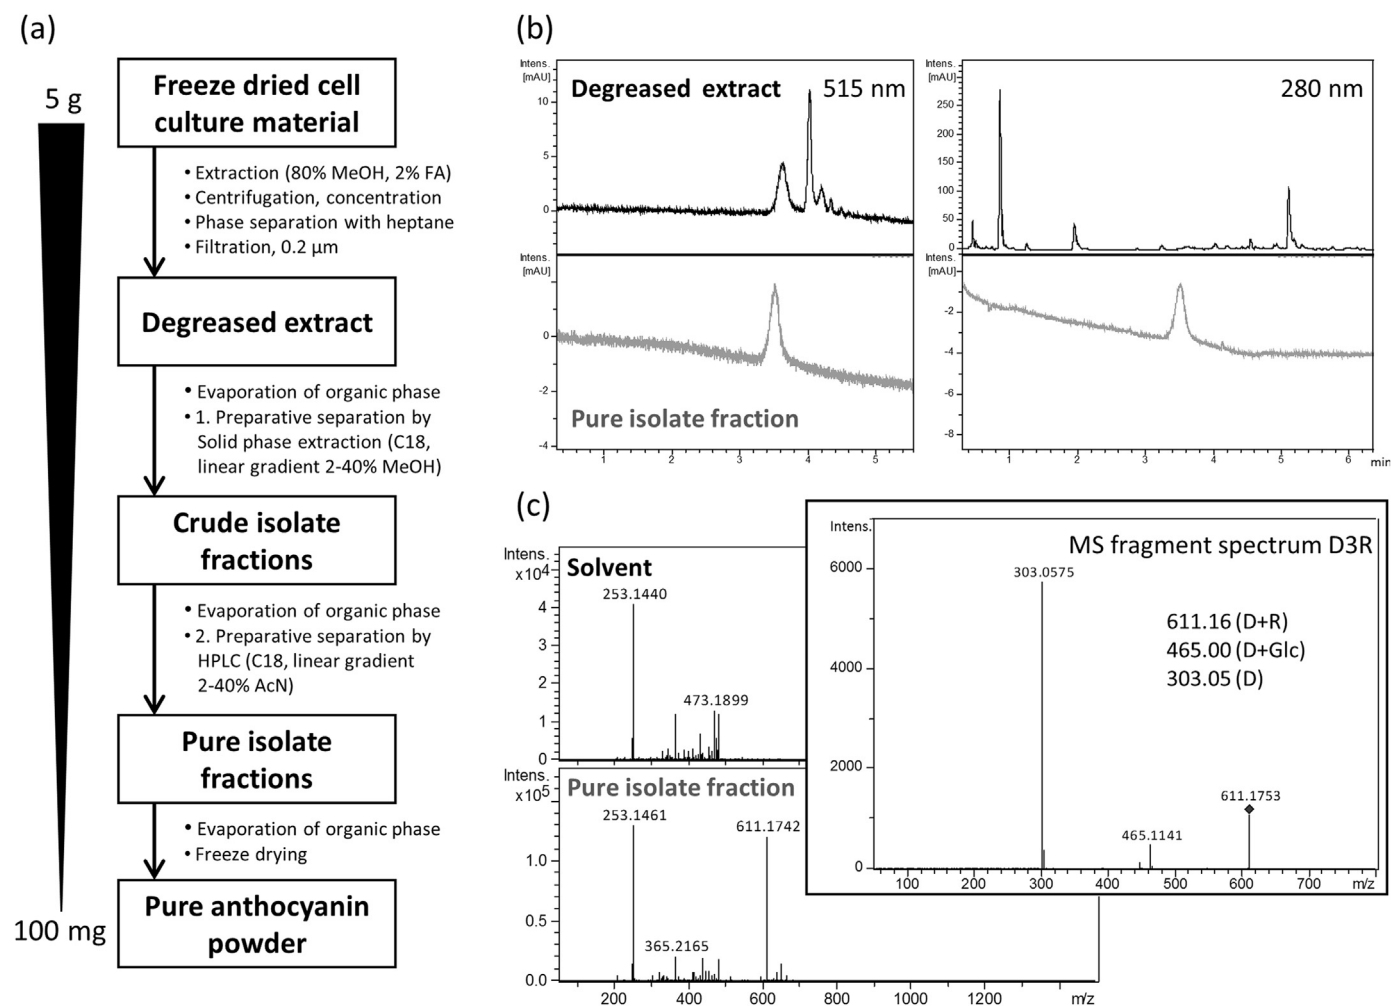 (a)
5 g
Freeze dried cell
culture material
• Extraction (80% MeOH, 2% FA)
• Centrifugation, concentration
• Phase separation with heptane
• Filtration, 0.2 µm
Degreased extract
• Evaporation of organic phase
• 1. Preparative separation by
Solid phase extraction (C18,
linear gradient 2-40% MeOH)
Crude isolate
fractions
• Evaporation of organic phase
• 2. Preparative separation by
HPLC (C18, linear gradient
2-40% AcN)
Pure isolate
fractions
• Evaporation of organic phase
• Freeze drying
100 mg
Pure anthocyanin
powder
(b)
Intens.
[mAU]
Degreased extract 515 nm
10
5
0
Intens.
[mAU]
280 nm
250
200
150
100
50
0
Intens.
[mAU]
0
-2
-4
Pure isolate fraction
1 2 3 4 5
Intens.
[mAU]
-2
-4
-6
-8
1 2 3 4 5 6 min
(c)
Intens.
x10⁴
Solvent
253.1440
473.1899
4
3
2
1
0
Intens.
x10⁵
Pure isolate fraction
253.1461
611.1742
365.2165
1.0
0.5
0.0
200 400 600 800 1000 1200 m/z
Intens.
MS fragment spectrum D3R
6000
4000
2000
0
303.0575
611.16 (D+R)
465.00 (D+Glc)
303.05 (D)
611.1753
465.1141
100 200 300 400 500 600 700 m/z